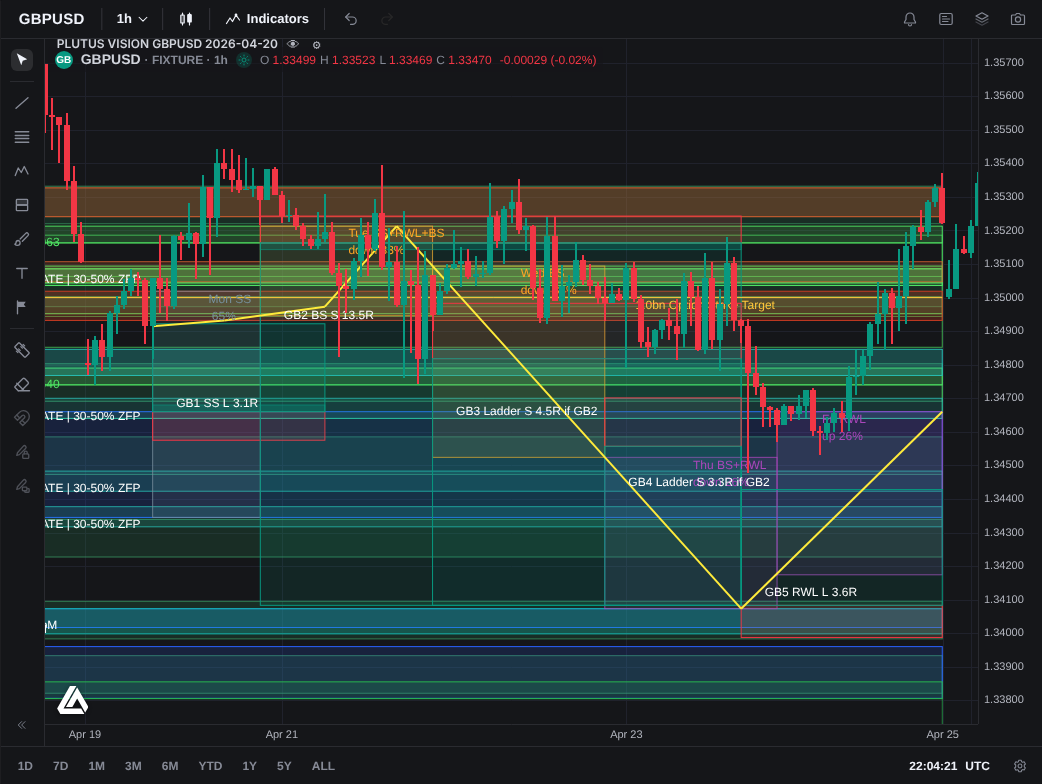 GBPUSD 1h Indicators
PLUTUS VISION GBPUSD 2026-04-20
GB GBPUSD · FIXTURE · 1h O 1.33499 H 1.33523 L 1.33469 C 1.33470 -0.00029 (-0.02%)
1.35700
1.35600
1.35500
1.35400
1.35300
1.35200
1.35100
1.35000
1.34900
1.34800
1.34700
1.34600
1.34500
1.34400
1.34300
1.34200
1.34100
1.34000
1.33900
1.33800
63
ATE | 30-50% ZFP
Mon SS
65%
GB2 BS S 13.5R
40
GB1 SS L 3.1R
GB3 Ladder S 4.5R if GB2
ATE | 30-50% ZFP
up 26%
Thu BS+RWL
GB4 Ladder S 3.3R if GB2
ATE | 30-50% ZFP
ATE | 30-50% ZFP
GB5 RWL L 3.6R
Apr 19 Apr 21 Apr 23 Apr 25
1D 7D 1M 3M 6M YTD 1Y 5Y ALL 22:04:21 UTC